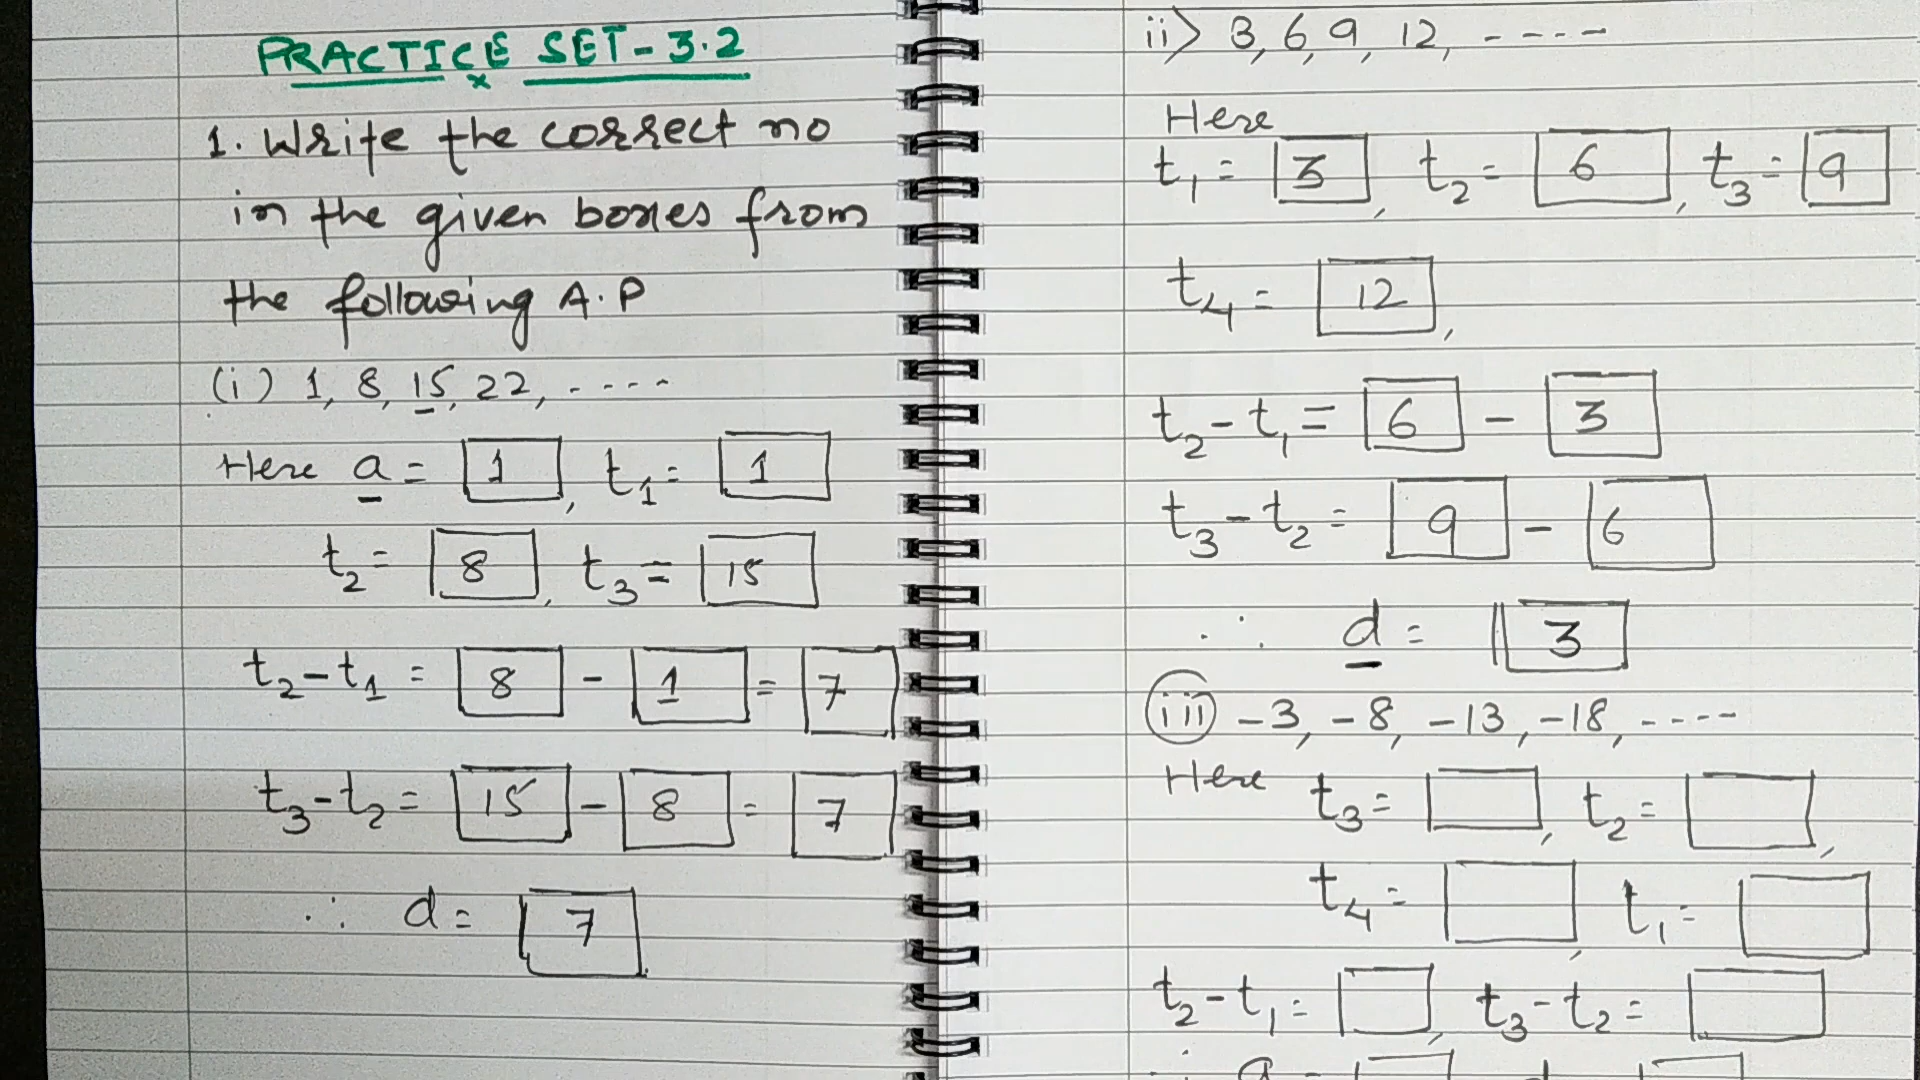 PRACTICE SET-3.2
1. Write the correct no
in the given boxes from
the following A.P
(i) 1, 8, 15, 22, ----
Here a = 1, t1 = 1
t2 = 8, t3 = 15
t2-t1 = 8 - 1 = 7
t3-t2 = 15 - 8 = 7
∴ d = 7
ii) 3, 6, 9, 12, ----
Here
t1 = 3, t2 = 6, t3 = 9
t4 = 12,
t2-t1 = 6 - 3
t3-t2 = 9 - 6
∴ d = 3
iii) -3, -8, -13, -18, ----
Here t3 = , t2 = ,
t4 = , t1 =
t2-t1 = , t3-t2 =